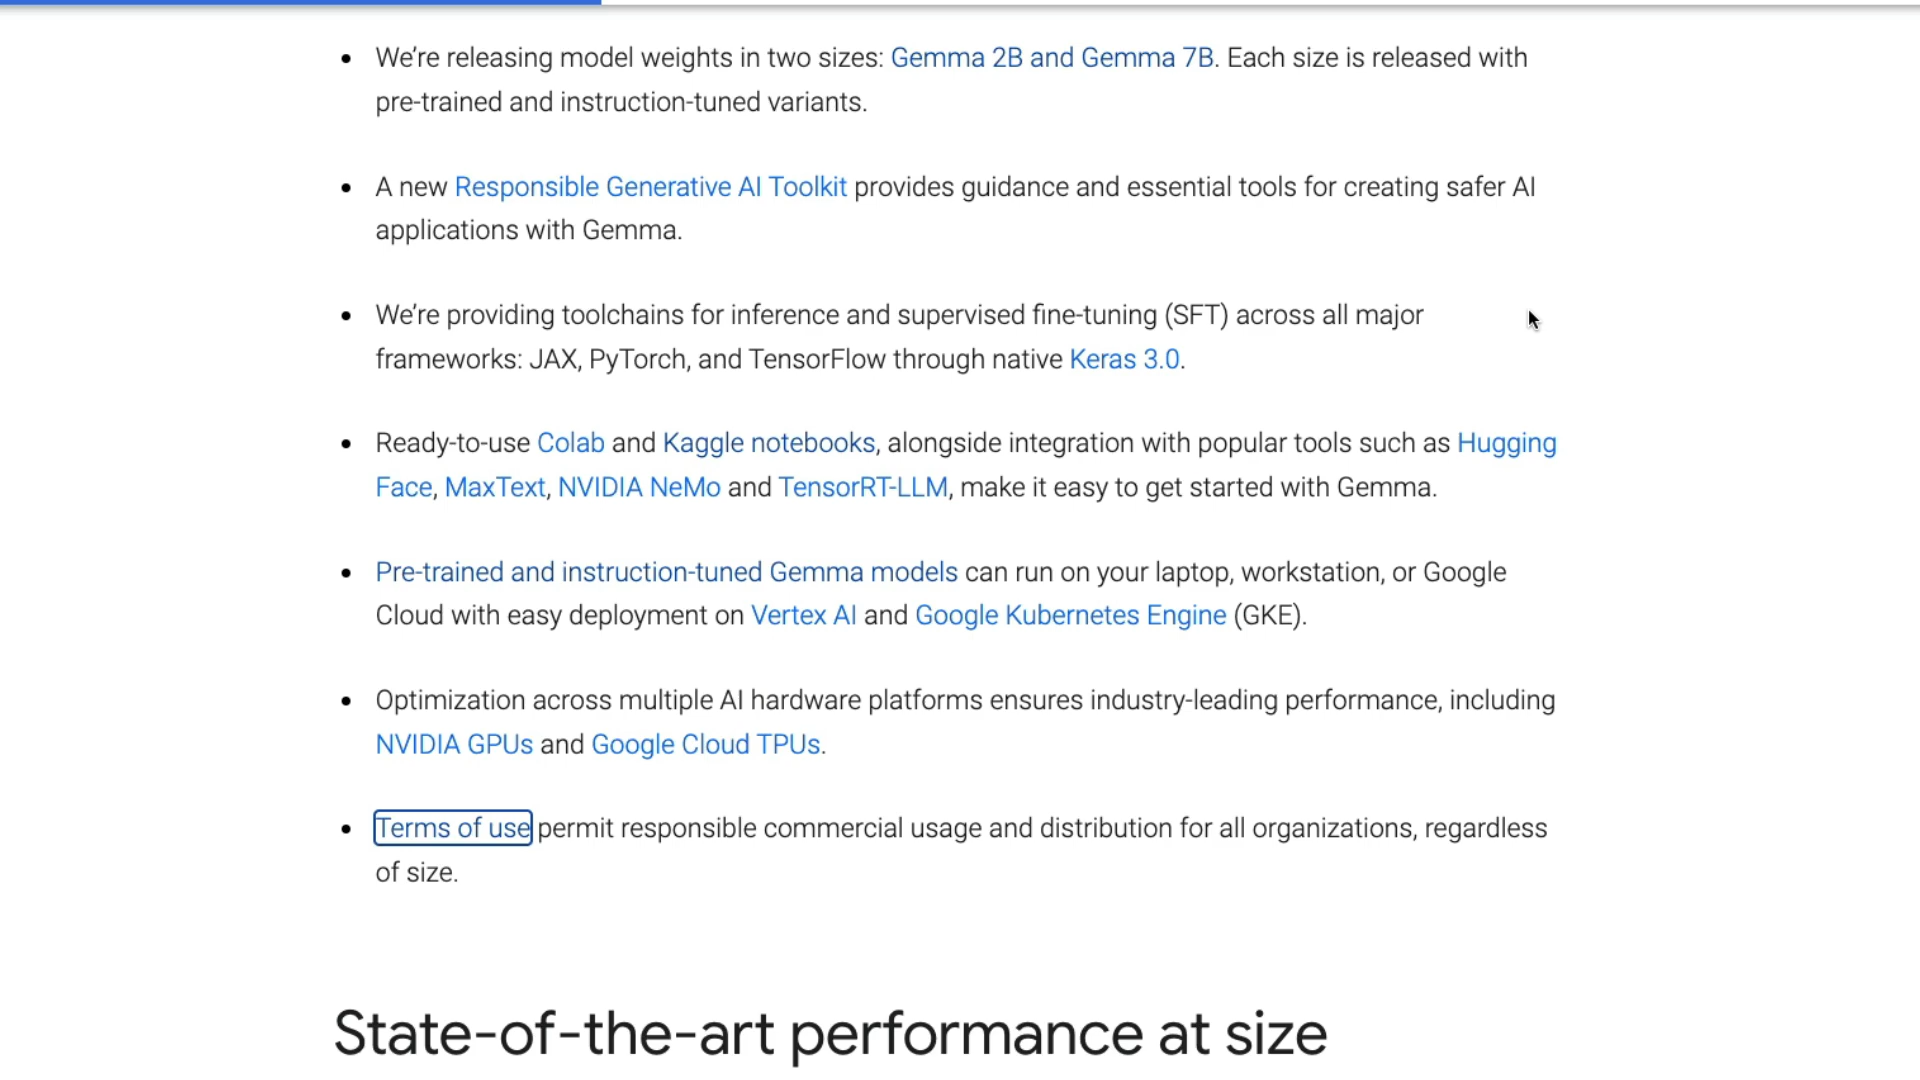 We’re releasing model weights in two sizes: Gemma 2B and Gemma 7B. Each size is released with
pre-trained and instruction-tuned variants.
A new Responsible Generative AI Toolkit provides guidance and essential tools for creating safer AI
applications with Gemma.
We’re providing toolchains for inference and supervised fine-tuning (SFT) across all major
frameworks: JAX, PyTorch, and TensorFlow through native Keras 3.0.
Ready-to-use Colab and Kaggle notebooks, alongside integration with popular tools such as Hugging
Face, MaxText, NVIDIA NeMo and TensorRT-LLM, make it easy to get started with Gemma.
Pre-trained and instruction-tuned Gemma models can run on your laptop, workstation, or Google
Cloud with easy deployment on Vertex AI and Google Kubernetes Engine (GKE).
Optimization across multiple AI hardware platforms ensures industry-leading performance, including
NVIDIA GPUs and Google Cloud TPUs.
Terms of use permit responsible commercial usage and distribution for all organizations, regardless
of size.
State-of-the-art performance at size